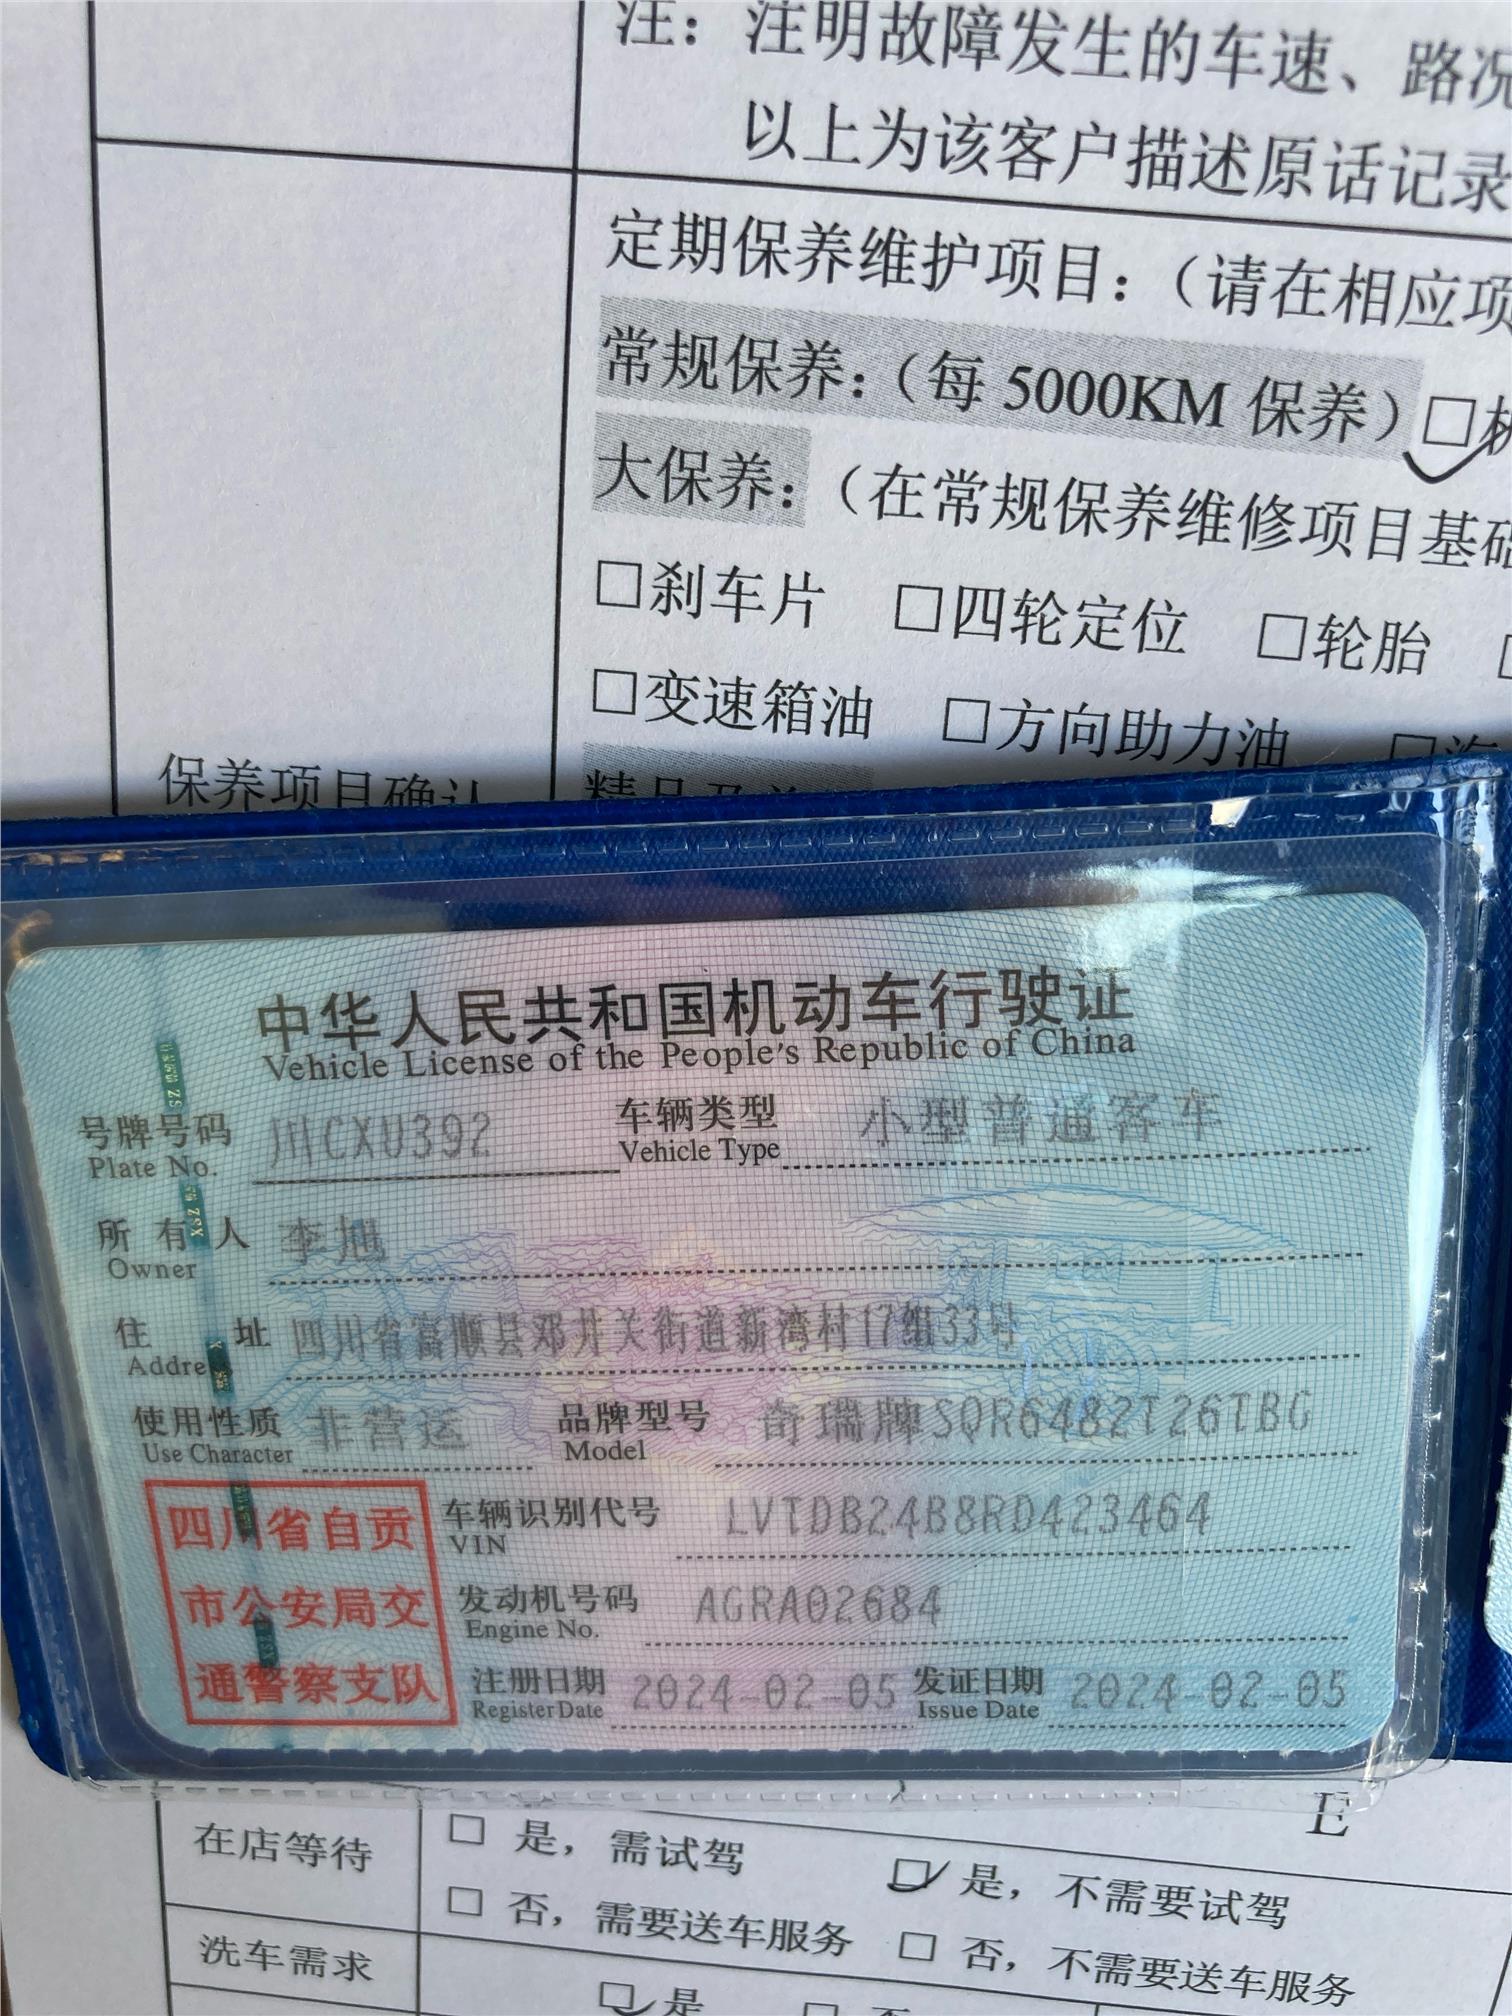 注：注明故障发生的车速、路况
以上为该客户描述原话记录
定期保养维护项目：（请在相应项
常规保养：（每 5000KM 保养）□
大保养：（在常规保养维修项目基础
□刹车片 □四轮定位 □轮胎
□变速箱油 □方向助力油
保养项目确认
中华人民共和国机动车行驶证
Vehicle License of the People's Republic of China
号牌号码 川CXU392 车辆类型 小型普通客车
Plate No. Vehicle Type
所有人 李旭
Owner
住址 四川省富顺县邓井关街道新湾村17组33号
Addre
使用性质 非营运 品牌型号 奇瑞牌SQR6482T26TBG
Use Character Model
四川省自贡
市公安局交
通警察支队
车辆识别代号 LVTDB24B8RD423464
VIN
发动机号码 AGRA02684
Engine No.
注册日期 2024-02-05 发证日期 2024-02-05
Register Date Issue Date
E
在店等待 □ 是，需试驾 ☑ 是，不需要试驾
□ 否，需要送车服务 □ 否，不需要送车服务
洗车需求
☑ 是 □